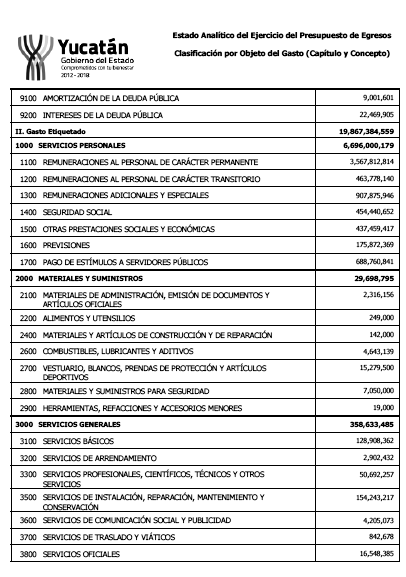 Yucatán
Gobierno del Estado
Comprometidos con tu bienestar
2012 - 2018
Estado Analítico del Ejercicio del Presupuesto de Egresos
Clasificación por Objeto del Gasto (Capítulo y Concepto)
9100 AMORTIZACIÓN DE LA DEUDA PÚBLICA 9,001,601
9200 INTERESES DE LA DEUDA PÚBLICA 22,469,905
II. Gasto Etiquetado 19,867,384,559
1000 SERVICIOS PERSONALES 6,696,000,179
1100 REMUNERACIONES AL PERSONAL DE CARÁCTER PERMANENTE 3,567,812,814
1200 REMUNERACIONES AL PERSONAL DE CARÁCTER TRANSITORIO 463,778,140
1300 REMUNERACIONES ADICIONALES Y ESPECIALES 907,875,946
1400 SEGURIDAD SOCIAL 454,440,652
1500 OTRAS PRESTACIONES SOCIALES Y ECONÓMICAS 437,459,417
1600 PREVISIONES 175,872,369
1700 PAGO DE ESTÍMULOS A SERVIDORES PÚBLICOS 688,760,841
2000 MATERIALES Y SUMINISTROS 29,698,795
2100 MATERIALES DE ADMINISTRACIÓN, EMISIÓN DE DOCUMENTOS Y 2,316,156
ARTÍCULOS OFICIALES
2200 ALIMENTOS Y UTENSILIOS 249,000
2400 MATERIALES Y ARTÍCULOS DE CONSTRUCCIÓN Y DE REPARACIÓN 142,000
2600 COMBUSTIBLES, LUBRICANTES Y ADITIVOS 4,643,139
2700 VESTUARIO, BLANCOS, PRENDAS DE PROTECCIÓN Y ARTÍCULOS 15,279,500
DEPORTIVOS
2800 MATERIALES Y SUMINISTROS PARA SEGURIDAD 7,050,000
2900 HERRAMIENTAS, REFACCIONES Y ACCESORIOS MENORES 19,000
3000 SERVICIOS GENERALES 358,633,485
3100 SERVICIOS BÁSICOS 128,908,362
3200 SERVICIOS DE ARRENDAMIENTO 2,902,432
3300 SERVICIOS PROFESIONALES, CIENTÍFICOS, TÉCNICOS Y OTROS 50,692,257
SERVICIOS
3500 SERVICIOS DE INSTALACIÓN, REPARACIÓN, MANTENIMIENTO Y 154,243,217
CONSERVACIÓN
3600 SERVICIOS DE COMUNICACIÓN SOCIAL Y PUBLICIDAD 4,205,073
3700 SERVICIOS DE TRASLADO Y VIÁTICOS 842,678
3800 SERVICIOS OFICIALES 16,548,385